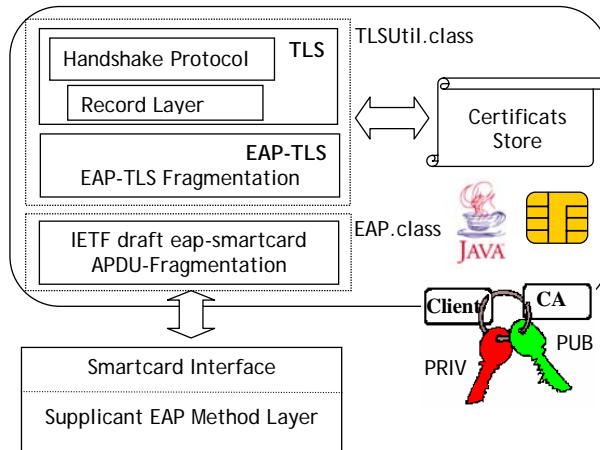 TLS
TLSUtil.class
Handshake Protocol
Record Layer
Certificats
Store
EAP-TLS
EAP-TLS Fragmentation
EAP.class
IETF draft eap-smartcard
APDU-Fragmentation
JAVA
Client
CA
PRIV
PUB
Smartcard Interface
Supplicant EAP Method Layer